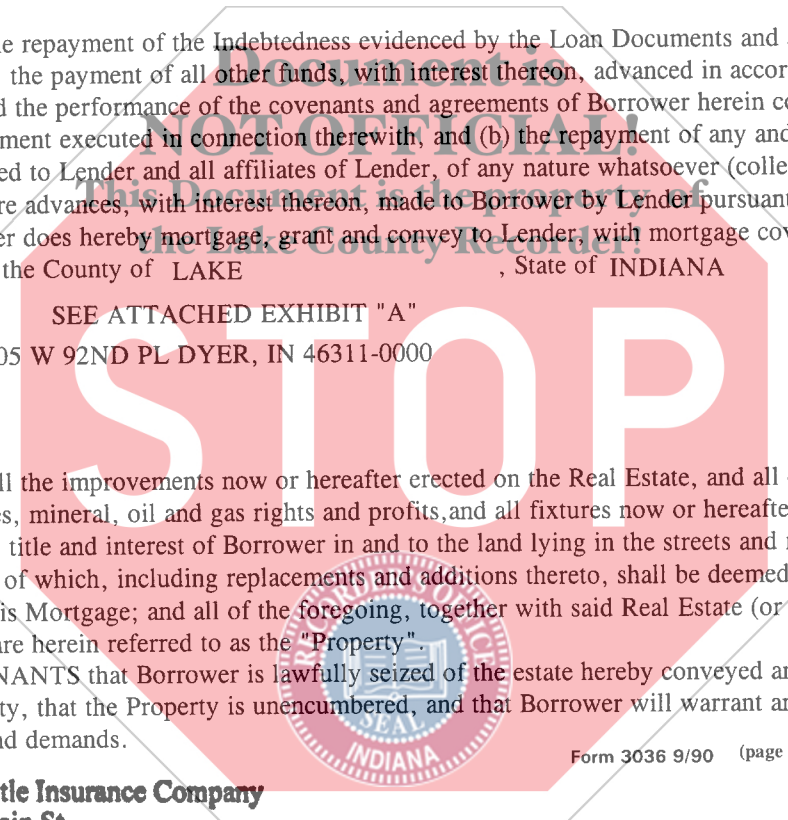 e repayment of the Indebtedness evidenced by the Loan Documents and
the payment of all other funds, with interest thereon, advanced in accor
d the performance of the covenants and agreements of Borrower herein c
ment executed in connection therewith, and (b) the repayment of any and
ed to Lender and all affiliates of Lender, of any nature whatsoever (colle
re advances, with interest thereon, made to Borrower by Lender pursuant
er does hereby mortgage, grant and convey to Lender, with mortgage cov
the County of LAKE , State of INDIANA
SEE ATTACHED EXHIBIT "A"
05 W 92ND PL DYER, IN 46311-0000
ll the improvements now or hereafter erected on the Real Estate, and all
s, mineral, oil and gas rights and profits,and all fixtures now or hereafte
title and interest of Borrower in and to the land lying in the streets and
of which, including replacements and additions thereto, shall be deemed
is Mortgage; and all of the foregoing, together with said Real Estate (or
are herein referred to as the "Property".
NANTS that Borrower is lawfully seized of the estate hereby conveyed a
ty, that the Property is unencumbered, and that Borrower will warrant a
nd demands.
Form 3036 9/90 (page
tle Insurance Company
Document is
NOT OFFICIAL!
This Document is the property of
the Lake County Recorder!
STOP
RECORDER'S OFFICE
SEAL
INDIANA